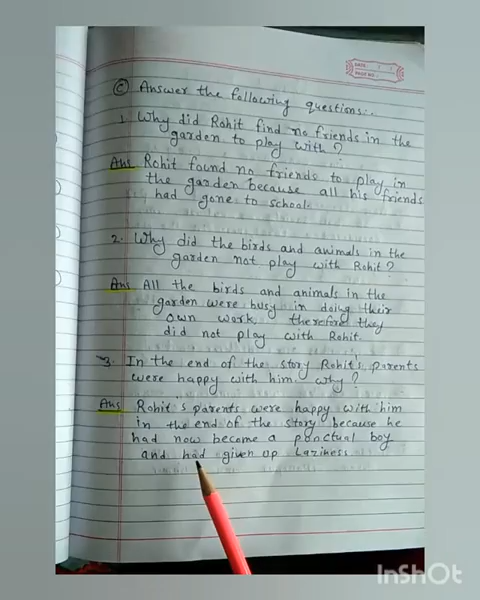 DATE: / /
PAGE NO.:
(C) Answer the following questions:-
1. Why did Rohit find no friends in the
garden to play with?
Ans Rohit found no friends to play in
the garden because all his friends
had gone to school.
2. Why did the birds and animals in the
garden not play with Rohit?
Ans All the birds and animals in the
garden were busy in doing their
own work, therefore they
did not play with Rohit.
3. In the end of the story Rohit's parents
were happy with him. why?
Ans Rohit's parents were happy with him
in the end of the story because he
had now become a punctual boy
and had given up Laziness.
InShOt